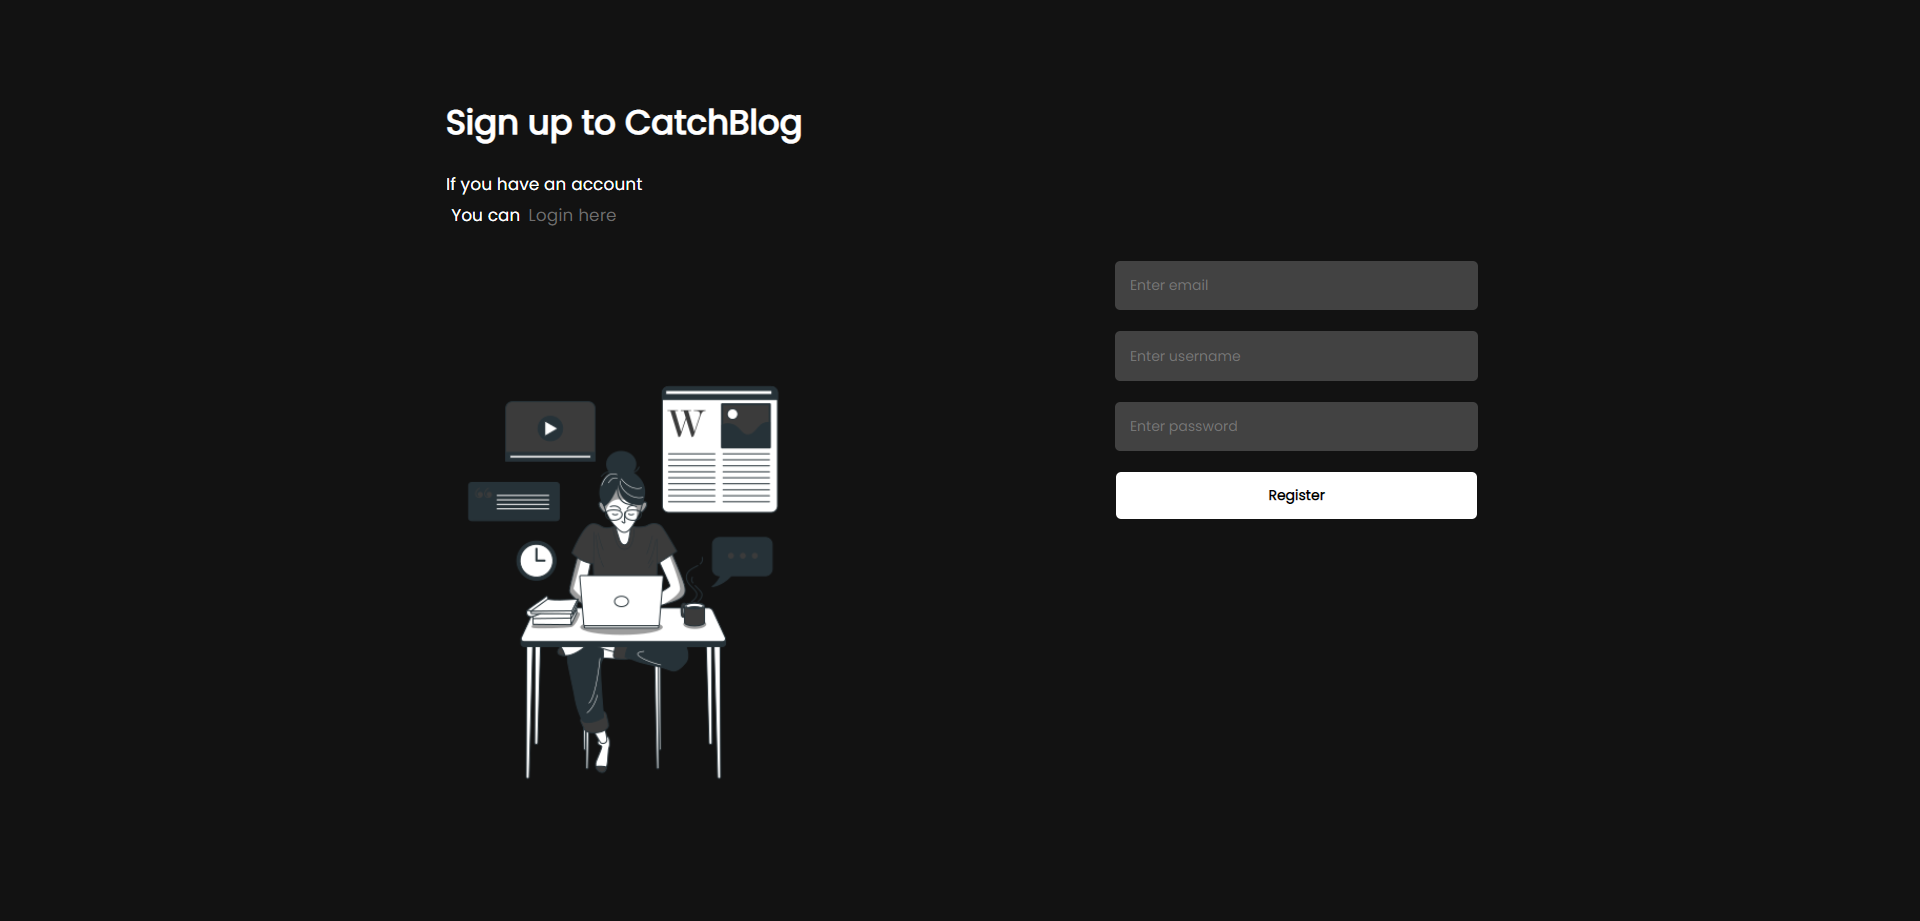 Sign up to CatchBlog
If you have an account
You can Login here
Enter email
Enter username
Enter password
Register
W